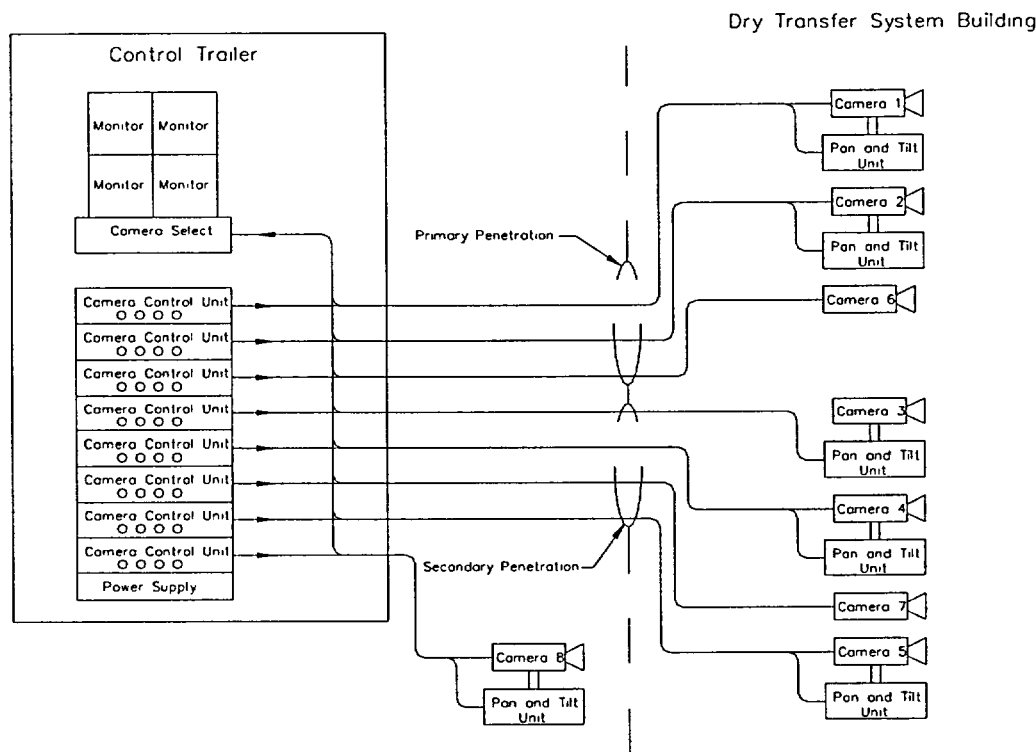 Dry Transfer System Building
Control Trailer
Monitor Monitor
Monitor Monitor
Camera Select
Primary Penetration
Camera Control Unit
Camera Control Unit
Camera Control Unit
Camera Control Unit
Camera Control Unit
Camera Control Unit
Camera Control Unit
Camera Control Unit
Power Supply
Secondary Penetration
Camera 1
Pan and Tilt
Unit
Camera 2
Pan and Tilt
Unit
Camera 6
Camera 3
Pan and Tilt
Unit
Camera 4
Pan and Tilt
Unit
Camera 7
Camera 5
Pan and Tilt
Unit
Camera 8
Pan and Tilt
Unit